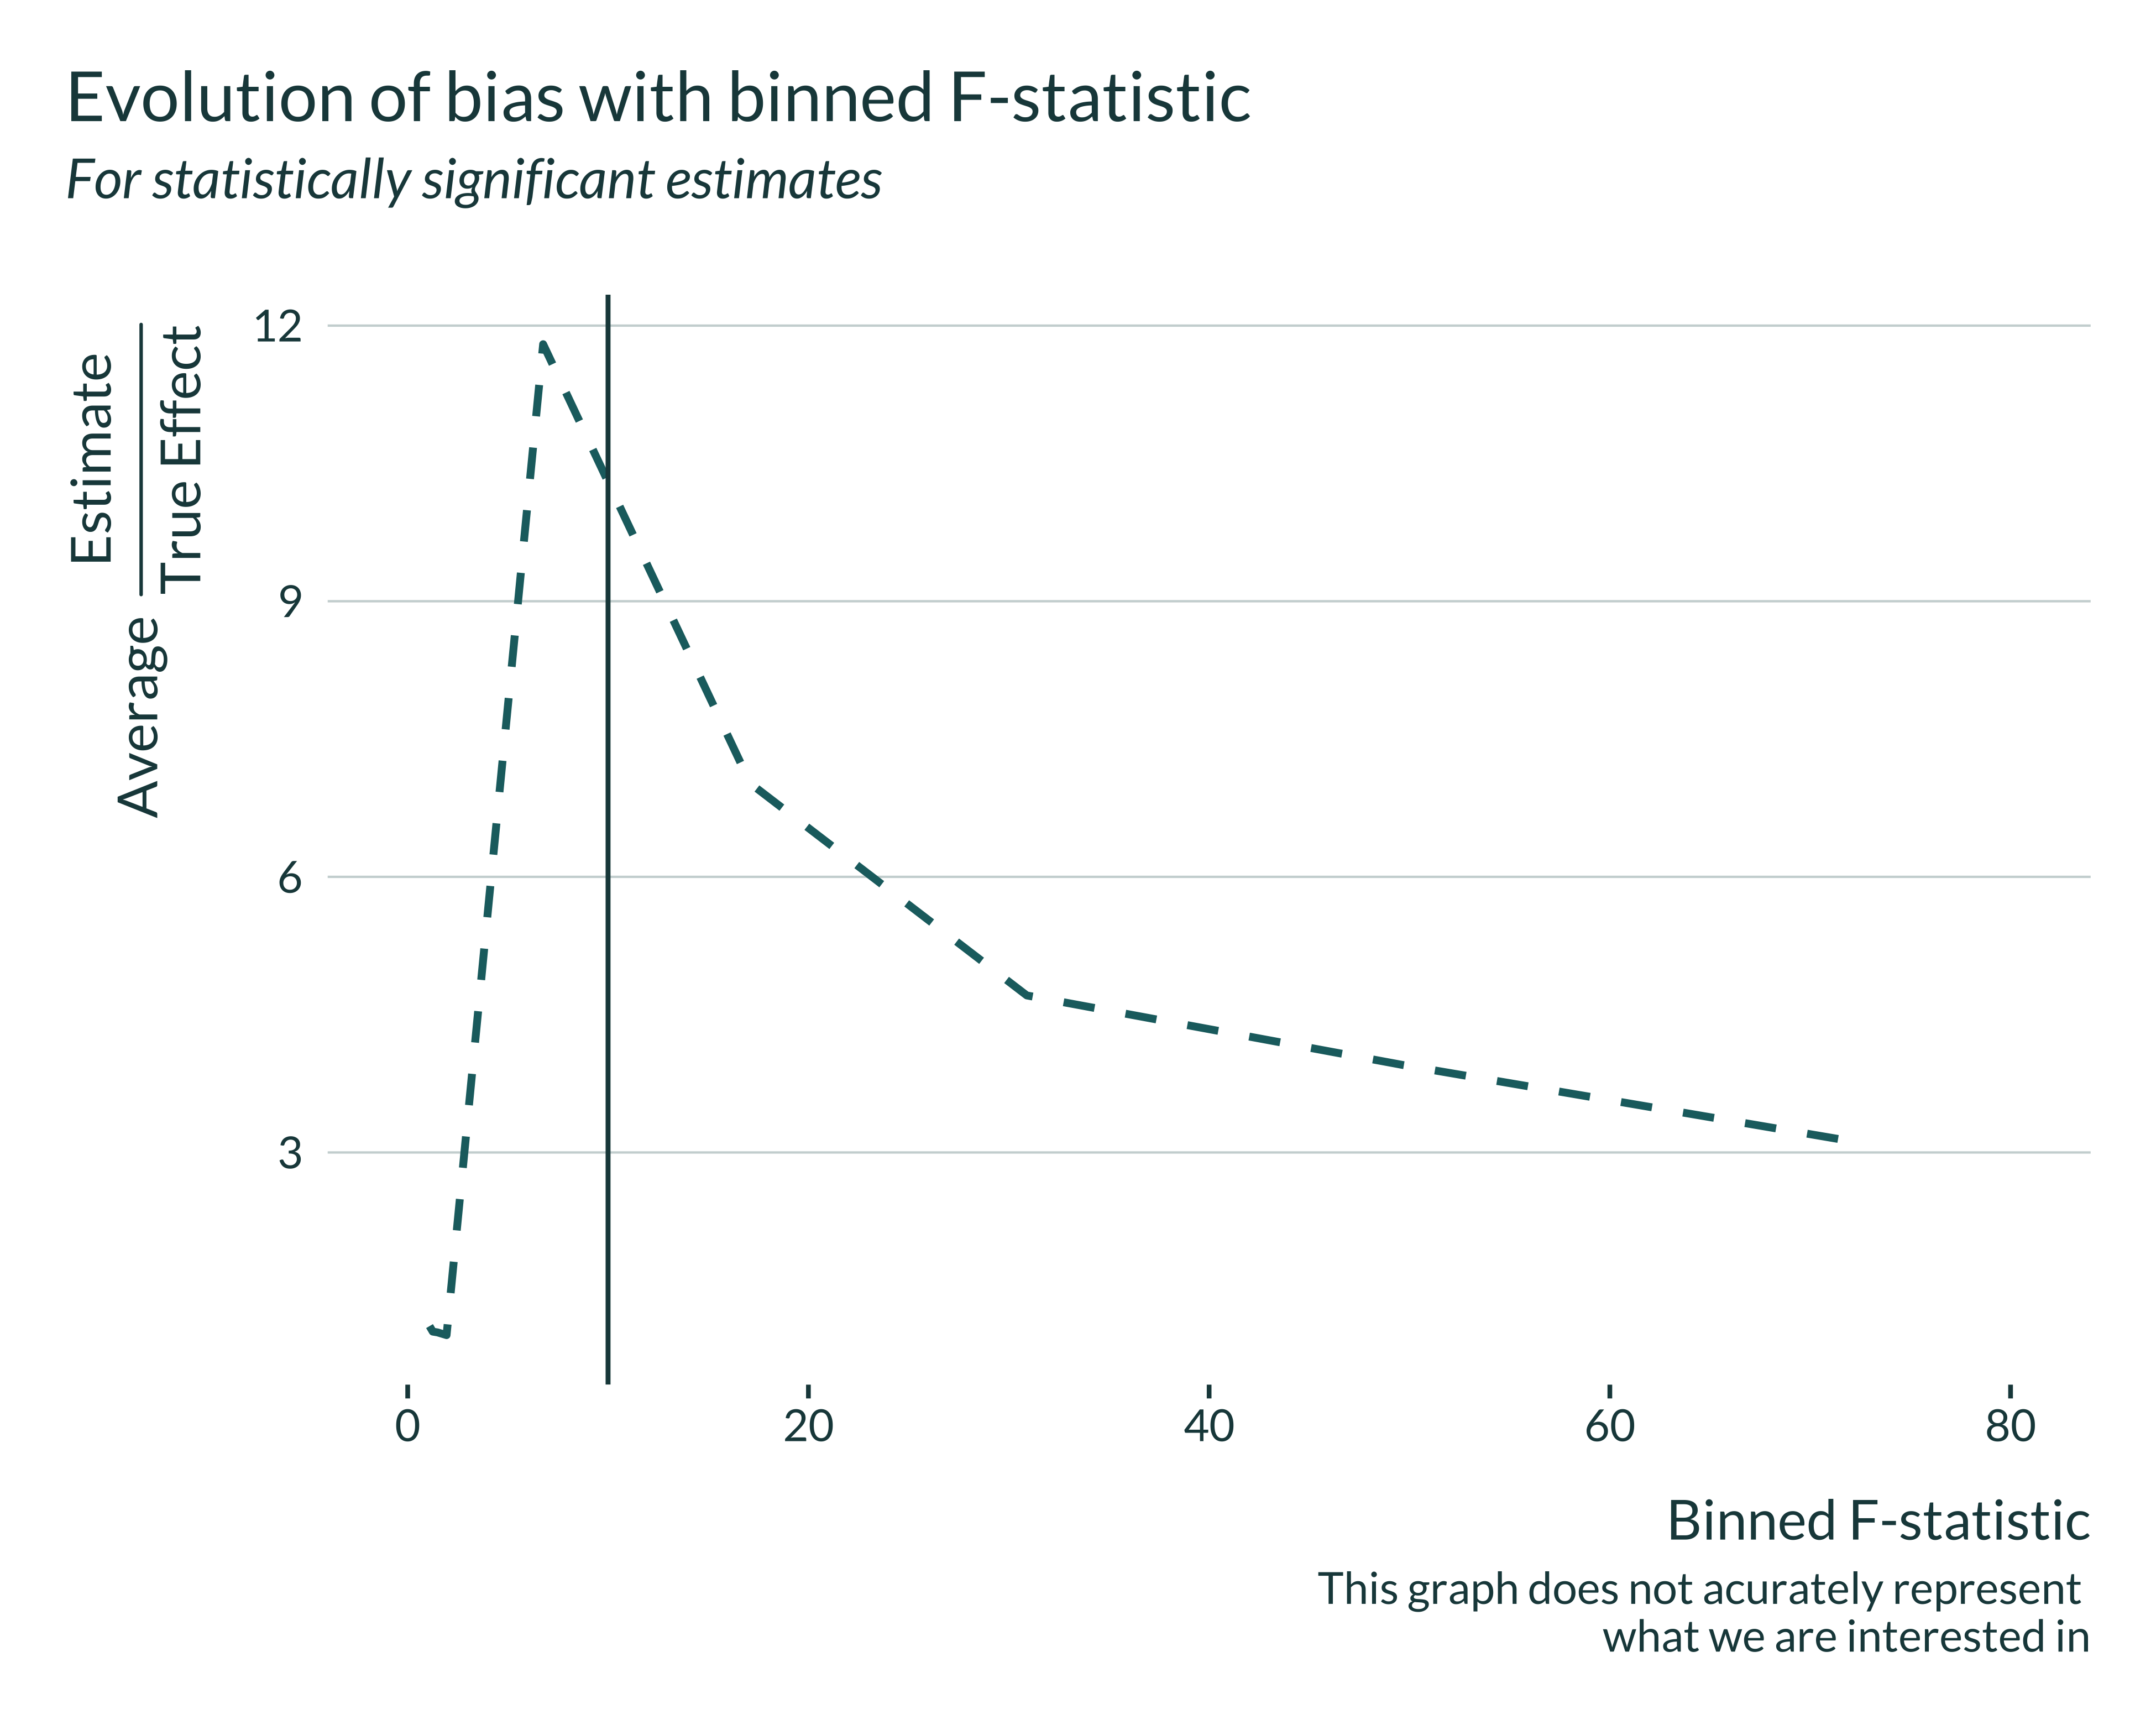 Evolution of bias with binned F-statistic
For statistically significant estimates
Average Estimate
True Effect
12
9
6
3
0 20 40 60 80
Binned F-statistic
This graph does not acurately represent
what we are interested in